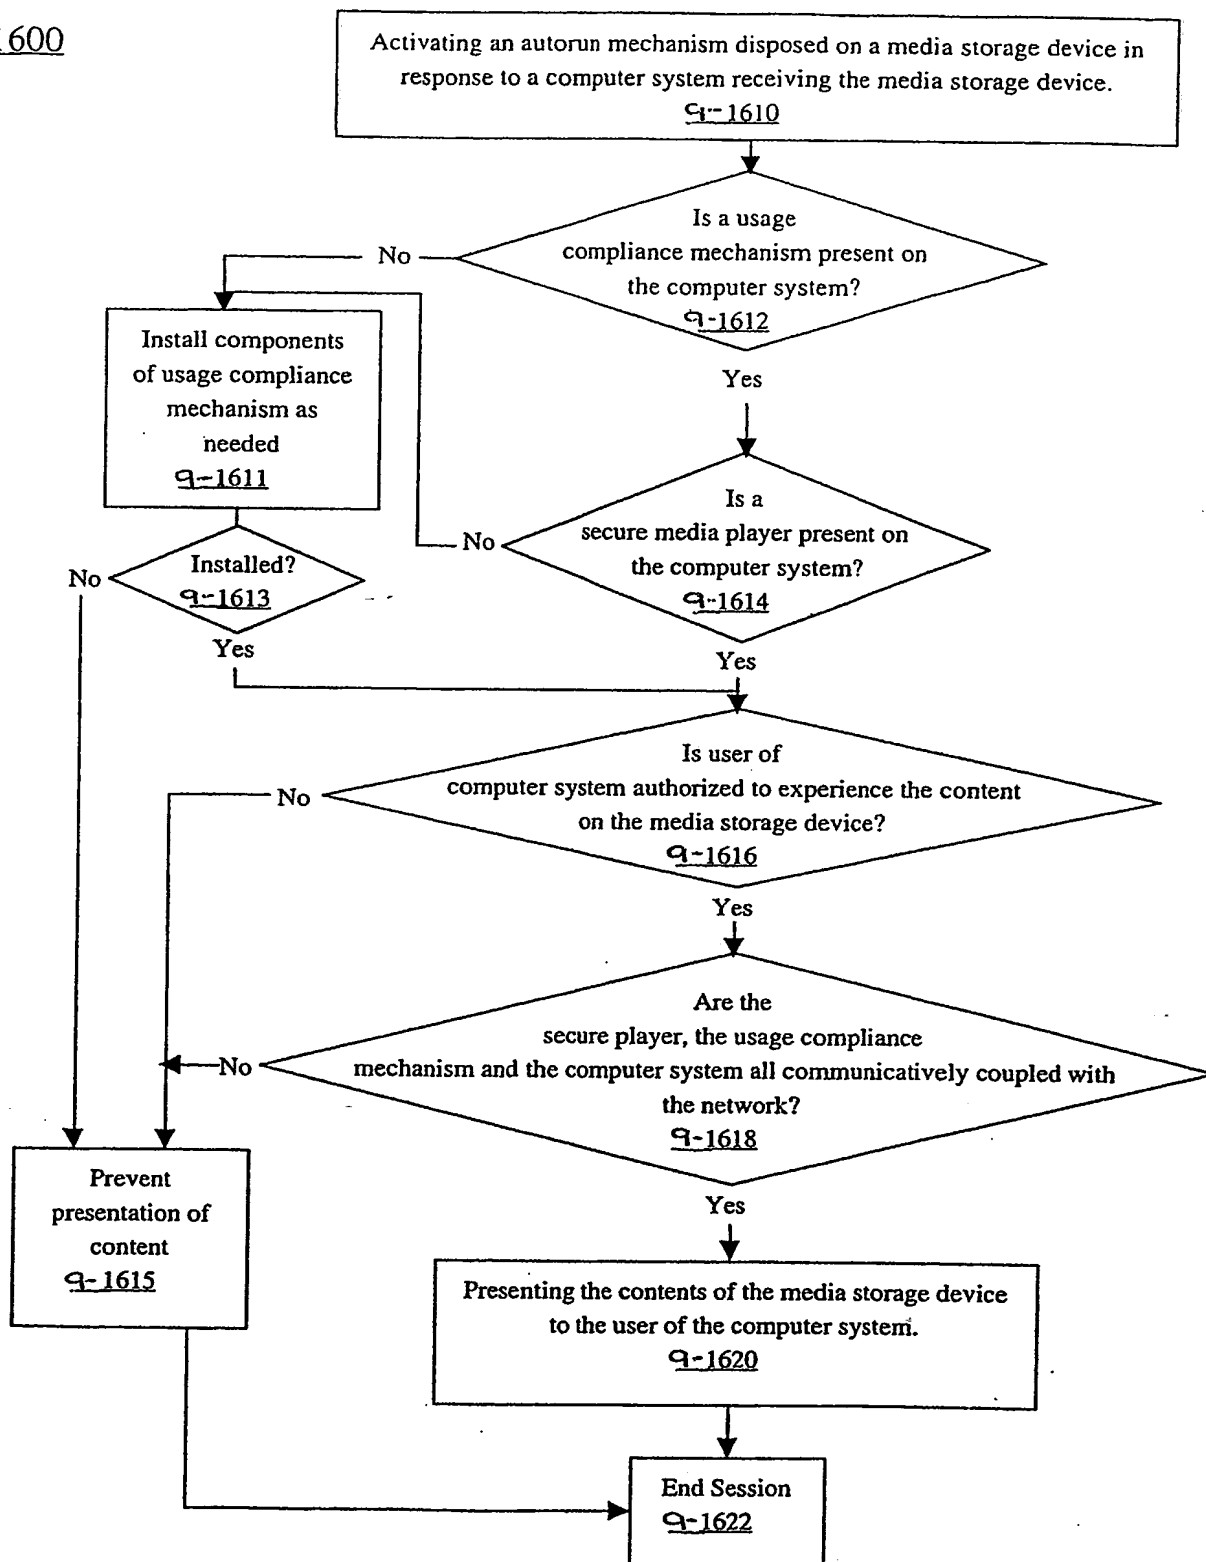 1600
Activating an autorun mechanism disposed on a media storage device in
response to a computer system receiving the media storage device.
9-1610
Is a usage
compliance mechanism present on
the computer system?
9-1612
No
Yes
Install components
of usage compliance
mechanism as
needed
9-1611
Is a
secure media player present on
the computer system?
9-1614
No
Installed?
9-1613
No
Yes
Yes
Is user of
computer system authorized to experience the content
on the media storage device?
9-1616
No
Yes
Are the
secure player, the usage compliance
mechanism and the computer system all communicatively coupled with
the network?
9-1618
No
Yes
Prevent
presentation of
content
9-1615
Presenting the contents of the media storage device
to the user of the computer system.
9-1620
End Session
9-1622